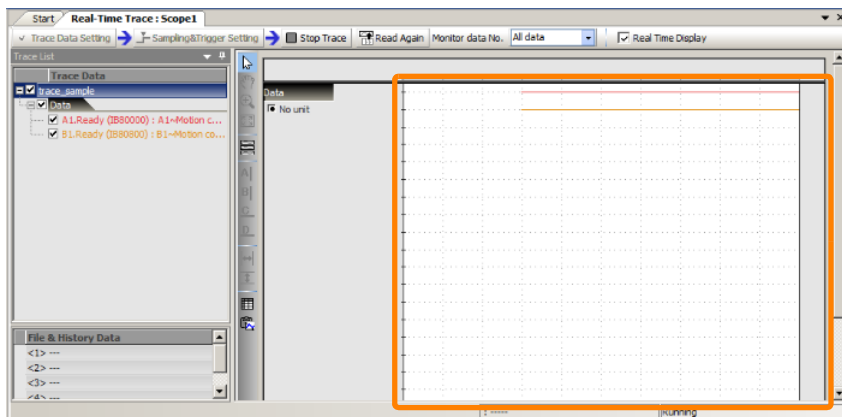 Start Real-Time Trace : Scope1
Trace Data Setting Sampling&Trigger Setting Stop Trace Read Again Monitor data No. All data Real Time Display
Trace List
Trace Data
trace_sample
Data
A1.Ready (IB80000) : A1~Motion c...
B1.Ready (IB80800) : B1~Motion co...
Data
No unit
A
B
C
D
File & History Data
<1> ---
<2> ---
<3> ---
<4> ---
: -----
Running